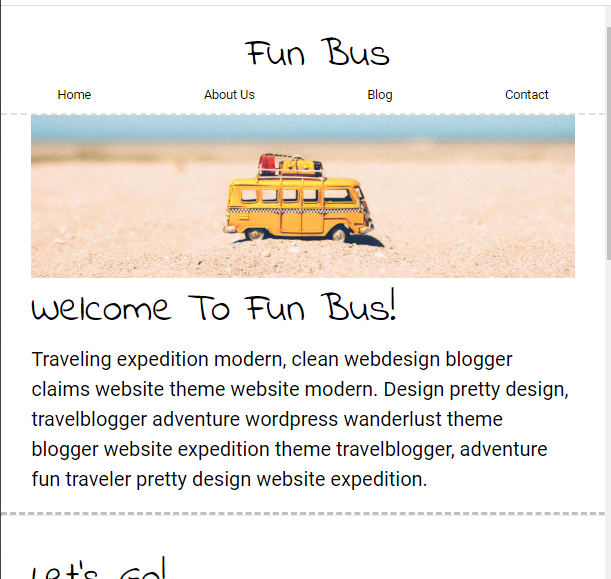 Fun Bus
Home About Us Blog Contact
Welcome To Fun Bus!
Traveling expedition modern, clean webdesign blogger
claims website theme website modern. Design pretty design,
travelblogger adventure wordpress wanderlust theme
blogger website expedition theme travelblogger, adventure
fun traveler pretty design website expedition.
Let's Go!